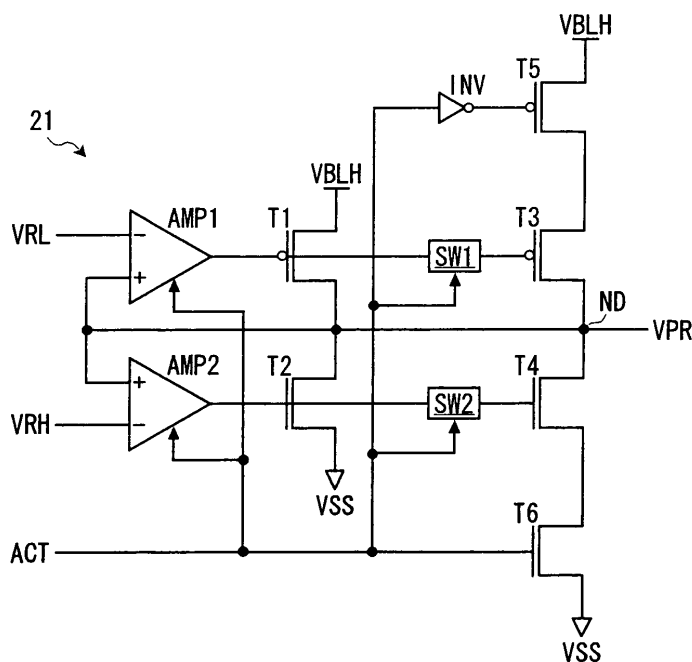 VBLH
INV
T5
21
VBLH
AMP1
T1
T3
VRL
−
SW1
+
ND
VPR
AMP2
T2
T4
+
SW2
VRH
−
VSS
T6
ACT
VSS